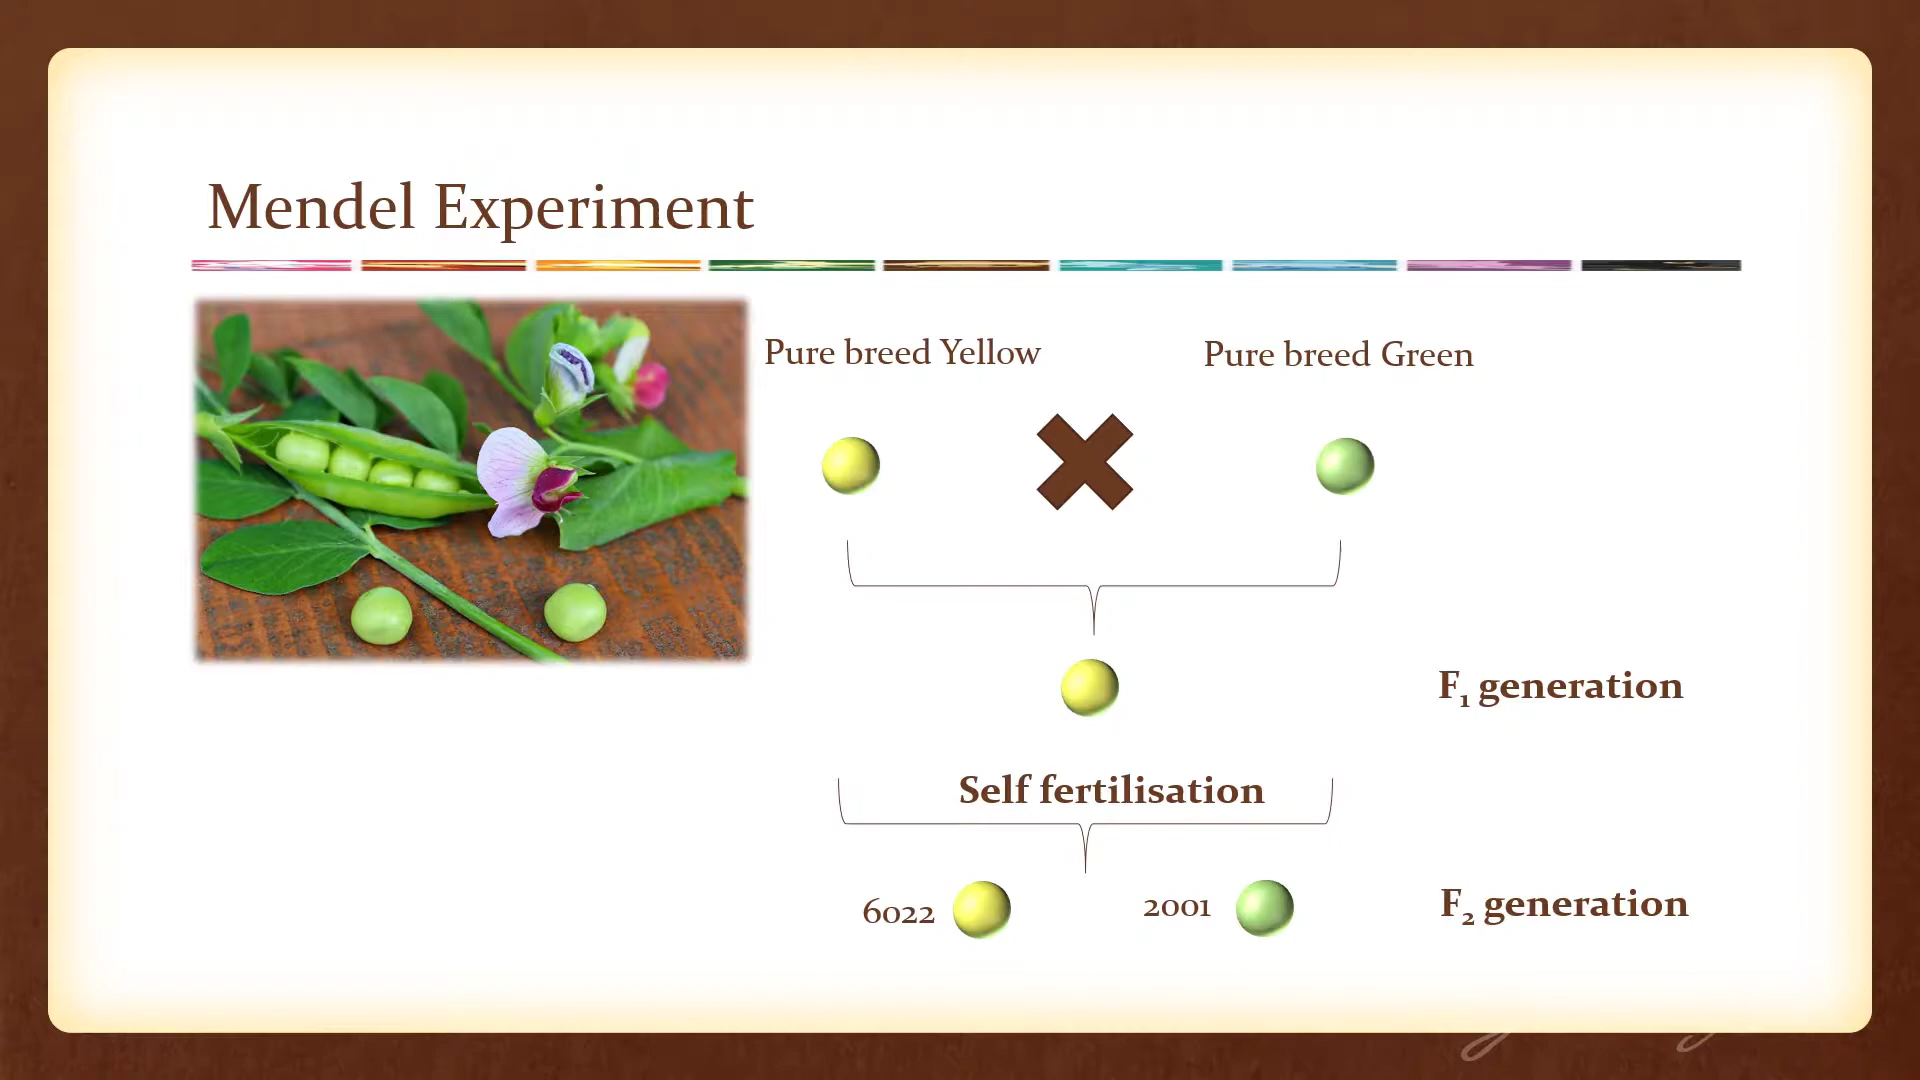 Mendel Experiment
Pure breed Yellow
Pure breed Green
F₁ generation
Self fertilisation
6022
2001
F₂ generation